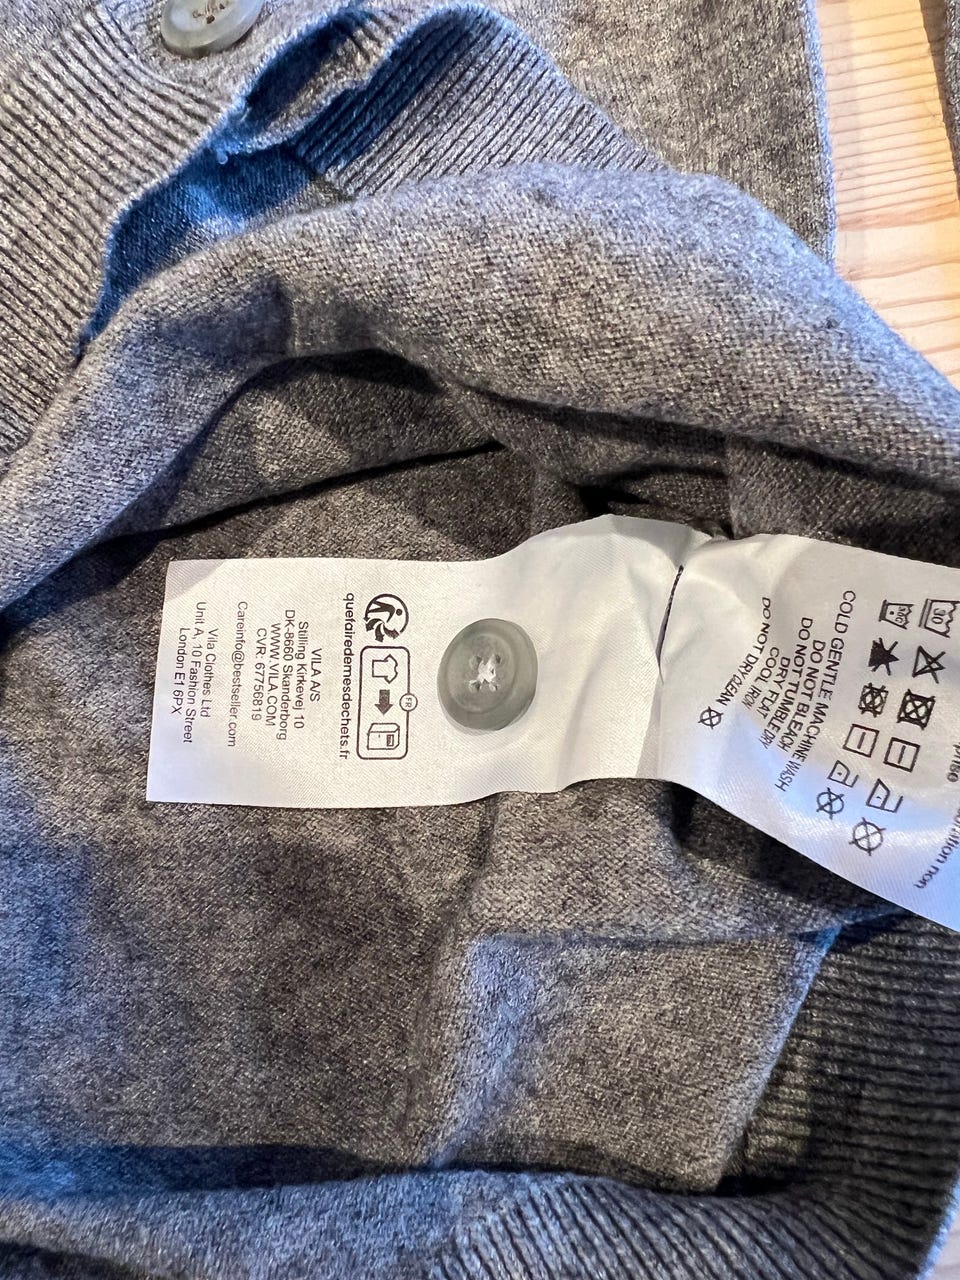 COLD GENTLE MACHINE WASH
DO NOT BLEACH
DO NOT TUMBLE DRY
DRY FLAT
COOL IRON
DO NOT DRY CLEAN
30
FR
quefairedemesdechets.fr
VILA A/S
Stilling Kirkevej 10
DK-8660 Skanderborg
WWW.VILA.COM
CVR: 67756819
Careinfo@bestseller.com
Vila Clothes Ltd
Unit A, 10 Fashion Street
London E1 6PX